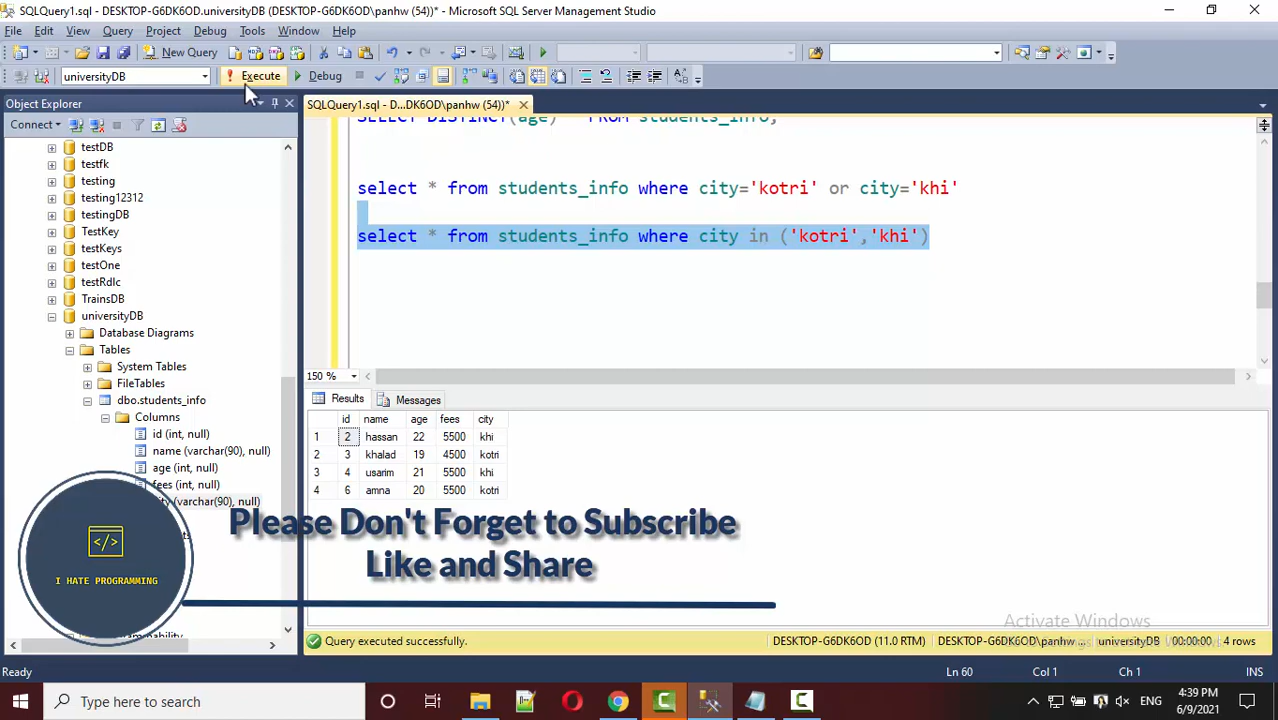 SQLQuery1.sql - DESKTOP-G6DK6OD.universityDB (DESKTOP-G6DK6OD\panhw (54))* - Microsoft SQL Server Management Studio
File Edit View Query Project Debug Tools Window Help
New Query
universityDB Execute Debug
Object Explorer
SQLQuery1.sql - D...DK6OD\panhw (54))*
Connect
SELECT DISTINCT(age) FROM students_info;
testDB
testfk
testing
testing12312
testingDB
TestKey
testKeys
testOne
testRdlc
TrainsDB
universityDB
Database Diagrams
Tables
System Tables
FileTables
dbo.students_info
Columns
id (int, null)
name (varchar(90), null)
age (int, null)
fees (int, null)
(varchar(90), null)
select * from students_info where city='kotri' or city='khi'
select * from students_info where city in ('kotri','khi')
150 %
Results Messages
id name age fees city
1 2 hassan 22 5500 khi
2 3 khalad 19 4500 kotri
3 4 usarim 21 5500 khi
4 6 amna 20 5500 kotri
</>
I HATE PROGRAMMING
Please Don't Forget to Subscribe
Like and Share
Activate Windows
Query executed successfully. DESKTOP-G6DK6OD (11.0 RTM) DESKTOP-G6DK6OD\panhw ... universityDB 00:00:00 4 rows
Ready Ln 60 Col 1 Ch 1 INS
Type here to search
ENG
4:39 PM
6/9/2021